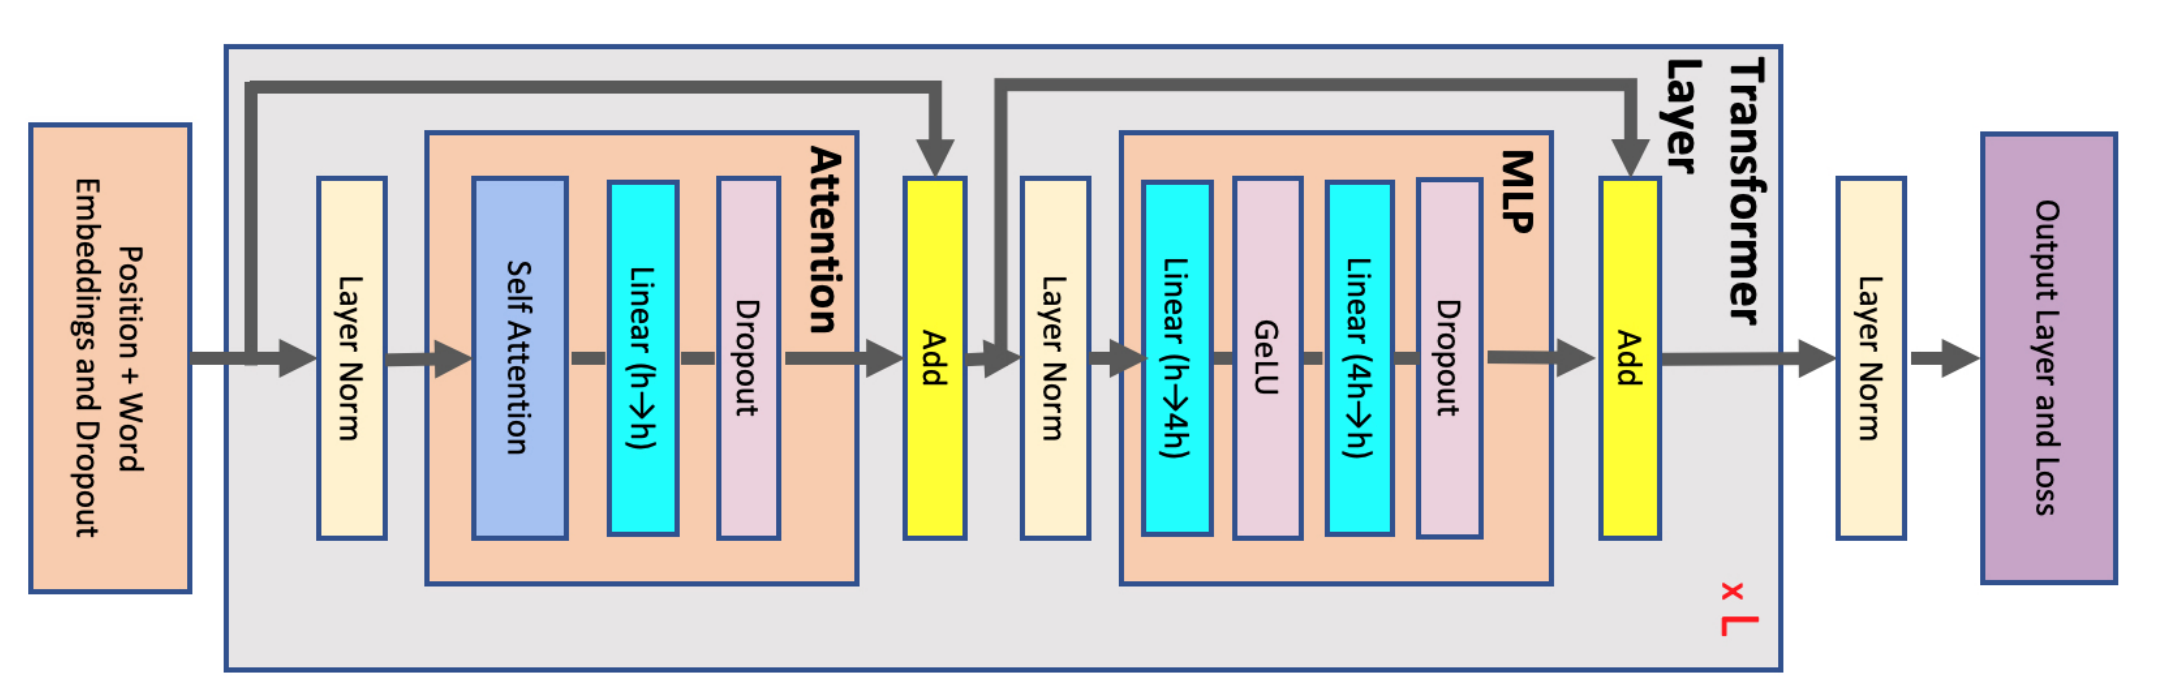 Position + Word
Embeddings and Dropout
Layer Norm
Attention
Self Attention
Linear (h→h)
Dropout
Add
Layer Norm
MLP
Linear (h→4h)
GeLU
Linear (4h→h)
Dropout
Add
Transformer
Layer
x L
Layer Norm
Output Layer and Loss